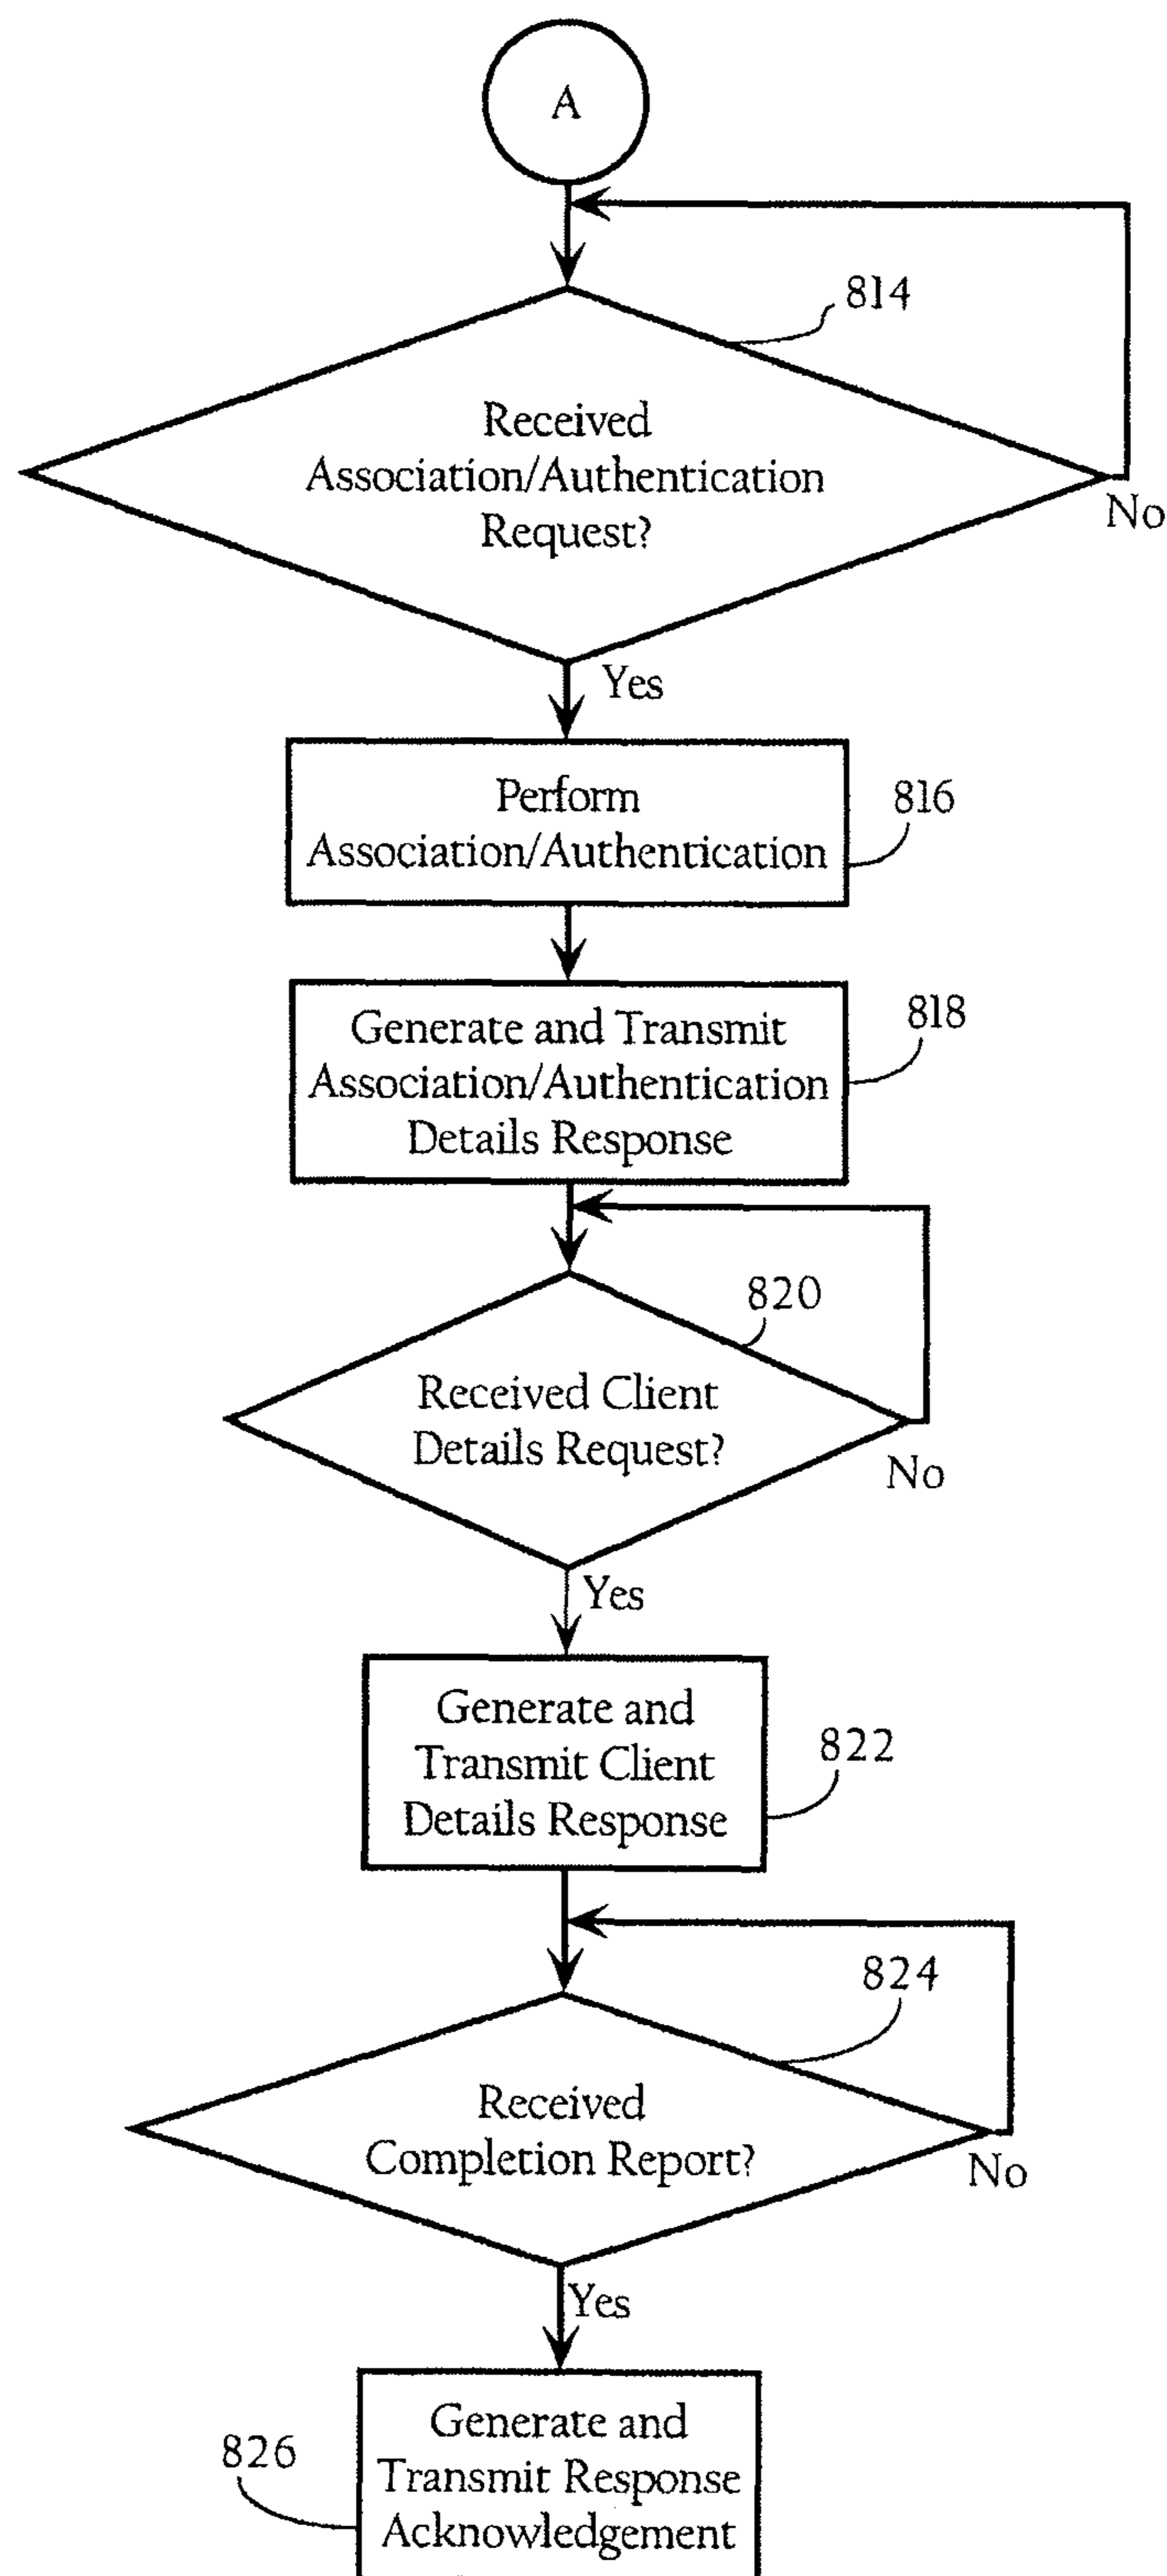 A
814
Received
Association/Authentication
Request?
No
Yes
Perform
Association/Authentication
816
Generate and Transmit
Association/Authentication
Details Response
818
820
Received Client
Details Request?
No
Yes
Generate and
Transmit Client
Details Response
822
824
Received
Completion Report?
No
Yes
Generate and
Transmit Response
Acknowledgement
826